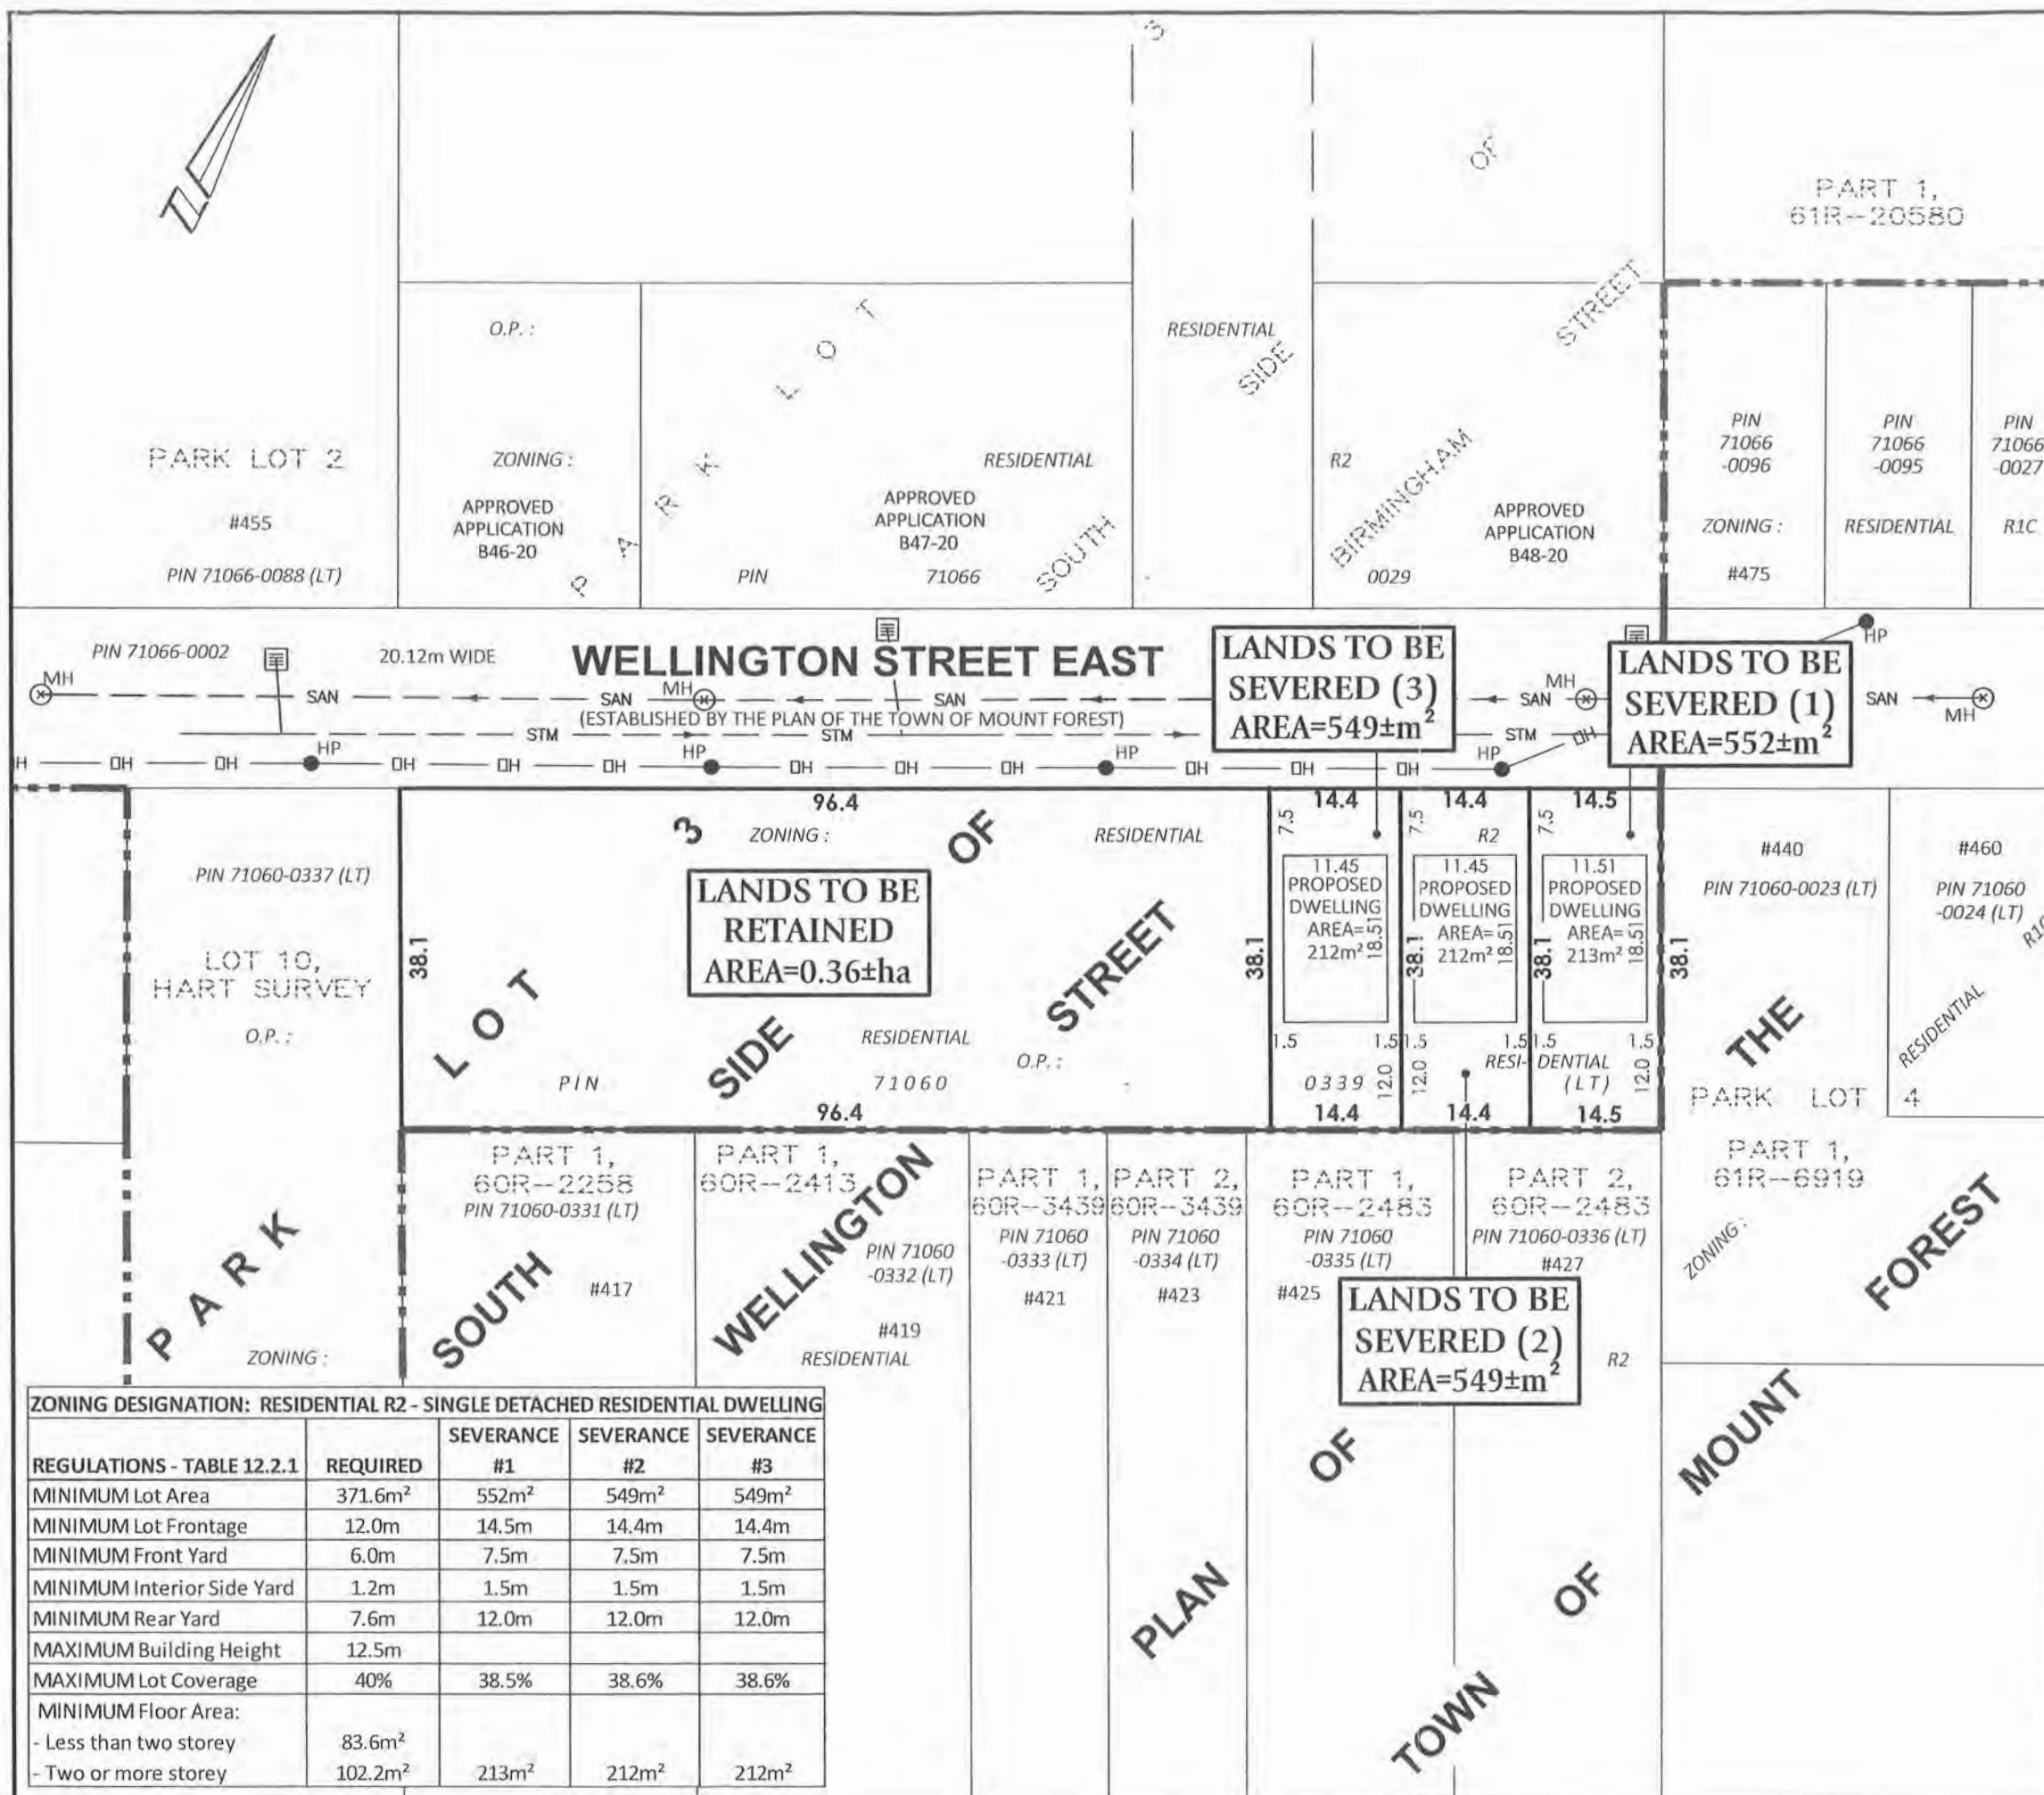 N
S
OF
PART 1,
61R-20580
O.P. :
LOT
RESIDENTIAL
SIDE
STREET
PARK LOT 2
#455
PIN 71066-0088 (LT)
ZONING :
APPROVED
APPLICATION
B46-20
PARK
RESIDENTIAL
APPROVED
APPLICATION
B47-20
PIN
71066
SOUTH
R2
BIRMINGHAM
0029
APPROVED
APPLICATION
B48-20
PIN
71066
-0096
PIN
71066
-0095
PIN
71066
-0027
ZONING :
RESIDENTIAL
R1C
#475
PIN 71066-0002
20.12m WIDE
WELLINGTON STREET EAST
(ESTABLISHED BY THE PLAN OF THE TOWN OF MOUNT FOREST)
MH
SAN
SAN
MH
SAN
SAN
MH
SAN
MH
HP
STM
STM
STM
H
OH
OH
HP
OH
OH
OH
HP
OH
OH
OH
HP
OH
OH
OH
HP
OH
LANDS TO BE
SEVERED (3)
AREA=549±m²
LANDS TO BE
SEVERED (1)
AREA=552±m²
96.4
14.4
14.4
14.5
3
ZONING :
OF
RESIDENTIAL
7.5
7.5
R2
7.5
PIN 71060-0337 (LT)
LOT 10,
HART SURVEY
O.P. :
38.1
LANDS TO BE
RETAINED
AREA=0.36±ha
STREET
38.1
11.45
PROPOSED
DWELLING
AREA=
212m²
18.51
38.1
11.45
PROPOSED
DWELLING
AREA=
212m²
18.51
38.1
11.51
PROPOSED
DWELLING
AREA=
213m²
18.51
38.1
#440
PIN 71060-0023 (LT)
#460
PIN 71060
-0024 (LT)
LOT
SIDE
RESIDENTIAL
O.P. :
1.5
1.5
1.5
1.5
1.5
1.5
RESI-
DENTIAL
PIN
71060
0339
(LT)
12.0
12.0
12.0
96.4
14.4
14.4
14.5
THE
RESIDENTIAL
PARK LOT 4
PART 1,
61R-6919
ZONING :
FOREST
PART 1,
60R-2258
PIN 71060-0331 (LT)
#417
PART 1,
60R-2413
PIN 71060
-0332 (LT)
#419
RESIDENTIAL
PART 1,
60R-3439
PIN 71060
-0333 (LT)
#421
PART 2,
60R-3439
PIN 71060
-0334 (LT)
#423
PART 1,
60R-2483
PIN 71060
-0335 (LT)
#425
PART 2,
60R-2483
PIN 71060-0336 (LT)
#427
LANDS TO BE
SEVERED (2)
AREA=549±m²
R2
PARK
ZONING :
SOUTH
WELLINGTON
OF
MOUNT
PLAN
OF
TOWN
ZONING DESIGNATION: RESIDENTIAL R2 - SINGLE DETACHED RESIDENTIAL DWELLING
REGULATIONS - TABLE 12.2.1 REQUIRED SEVERANCE #1 SEVERANCE #2 SEVERANCE #3
MINIMUM Lot Area 371.6m² 552m² 549m² 549m²
MINIMUM Lot Frontage 12.0m 14.5m 14.4m 14.4m
MINIMUM Front Yard 6.0m 7.5m 7.5m 7.5m
MINIMUM Interior Side Yard 1.2m 1.5m 1.5m 1.5m
MINIMUM Rear Yard 7.6m 12.0m 12.0m 12.0m
MAXIMUM Building Height 12.5m
MAXIMUM Lot Coverage 40% 38.5% 38.6% 38.6%
MINIMUM Floor Area:
- Less than two storey 83.6m²
- Two or more storey 102.2m² 213m² 212m² 212m²